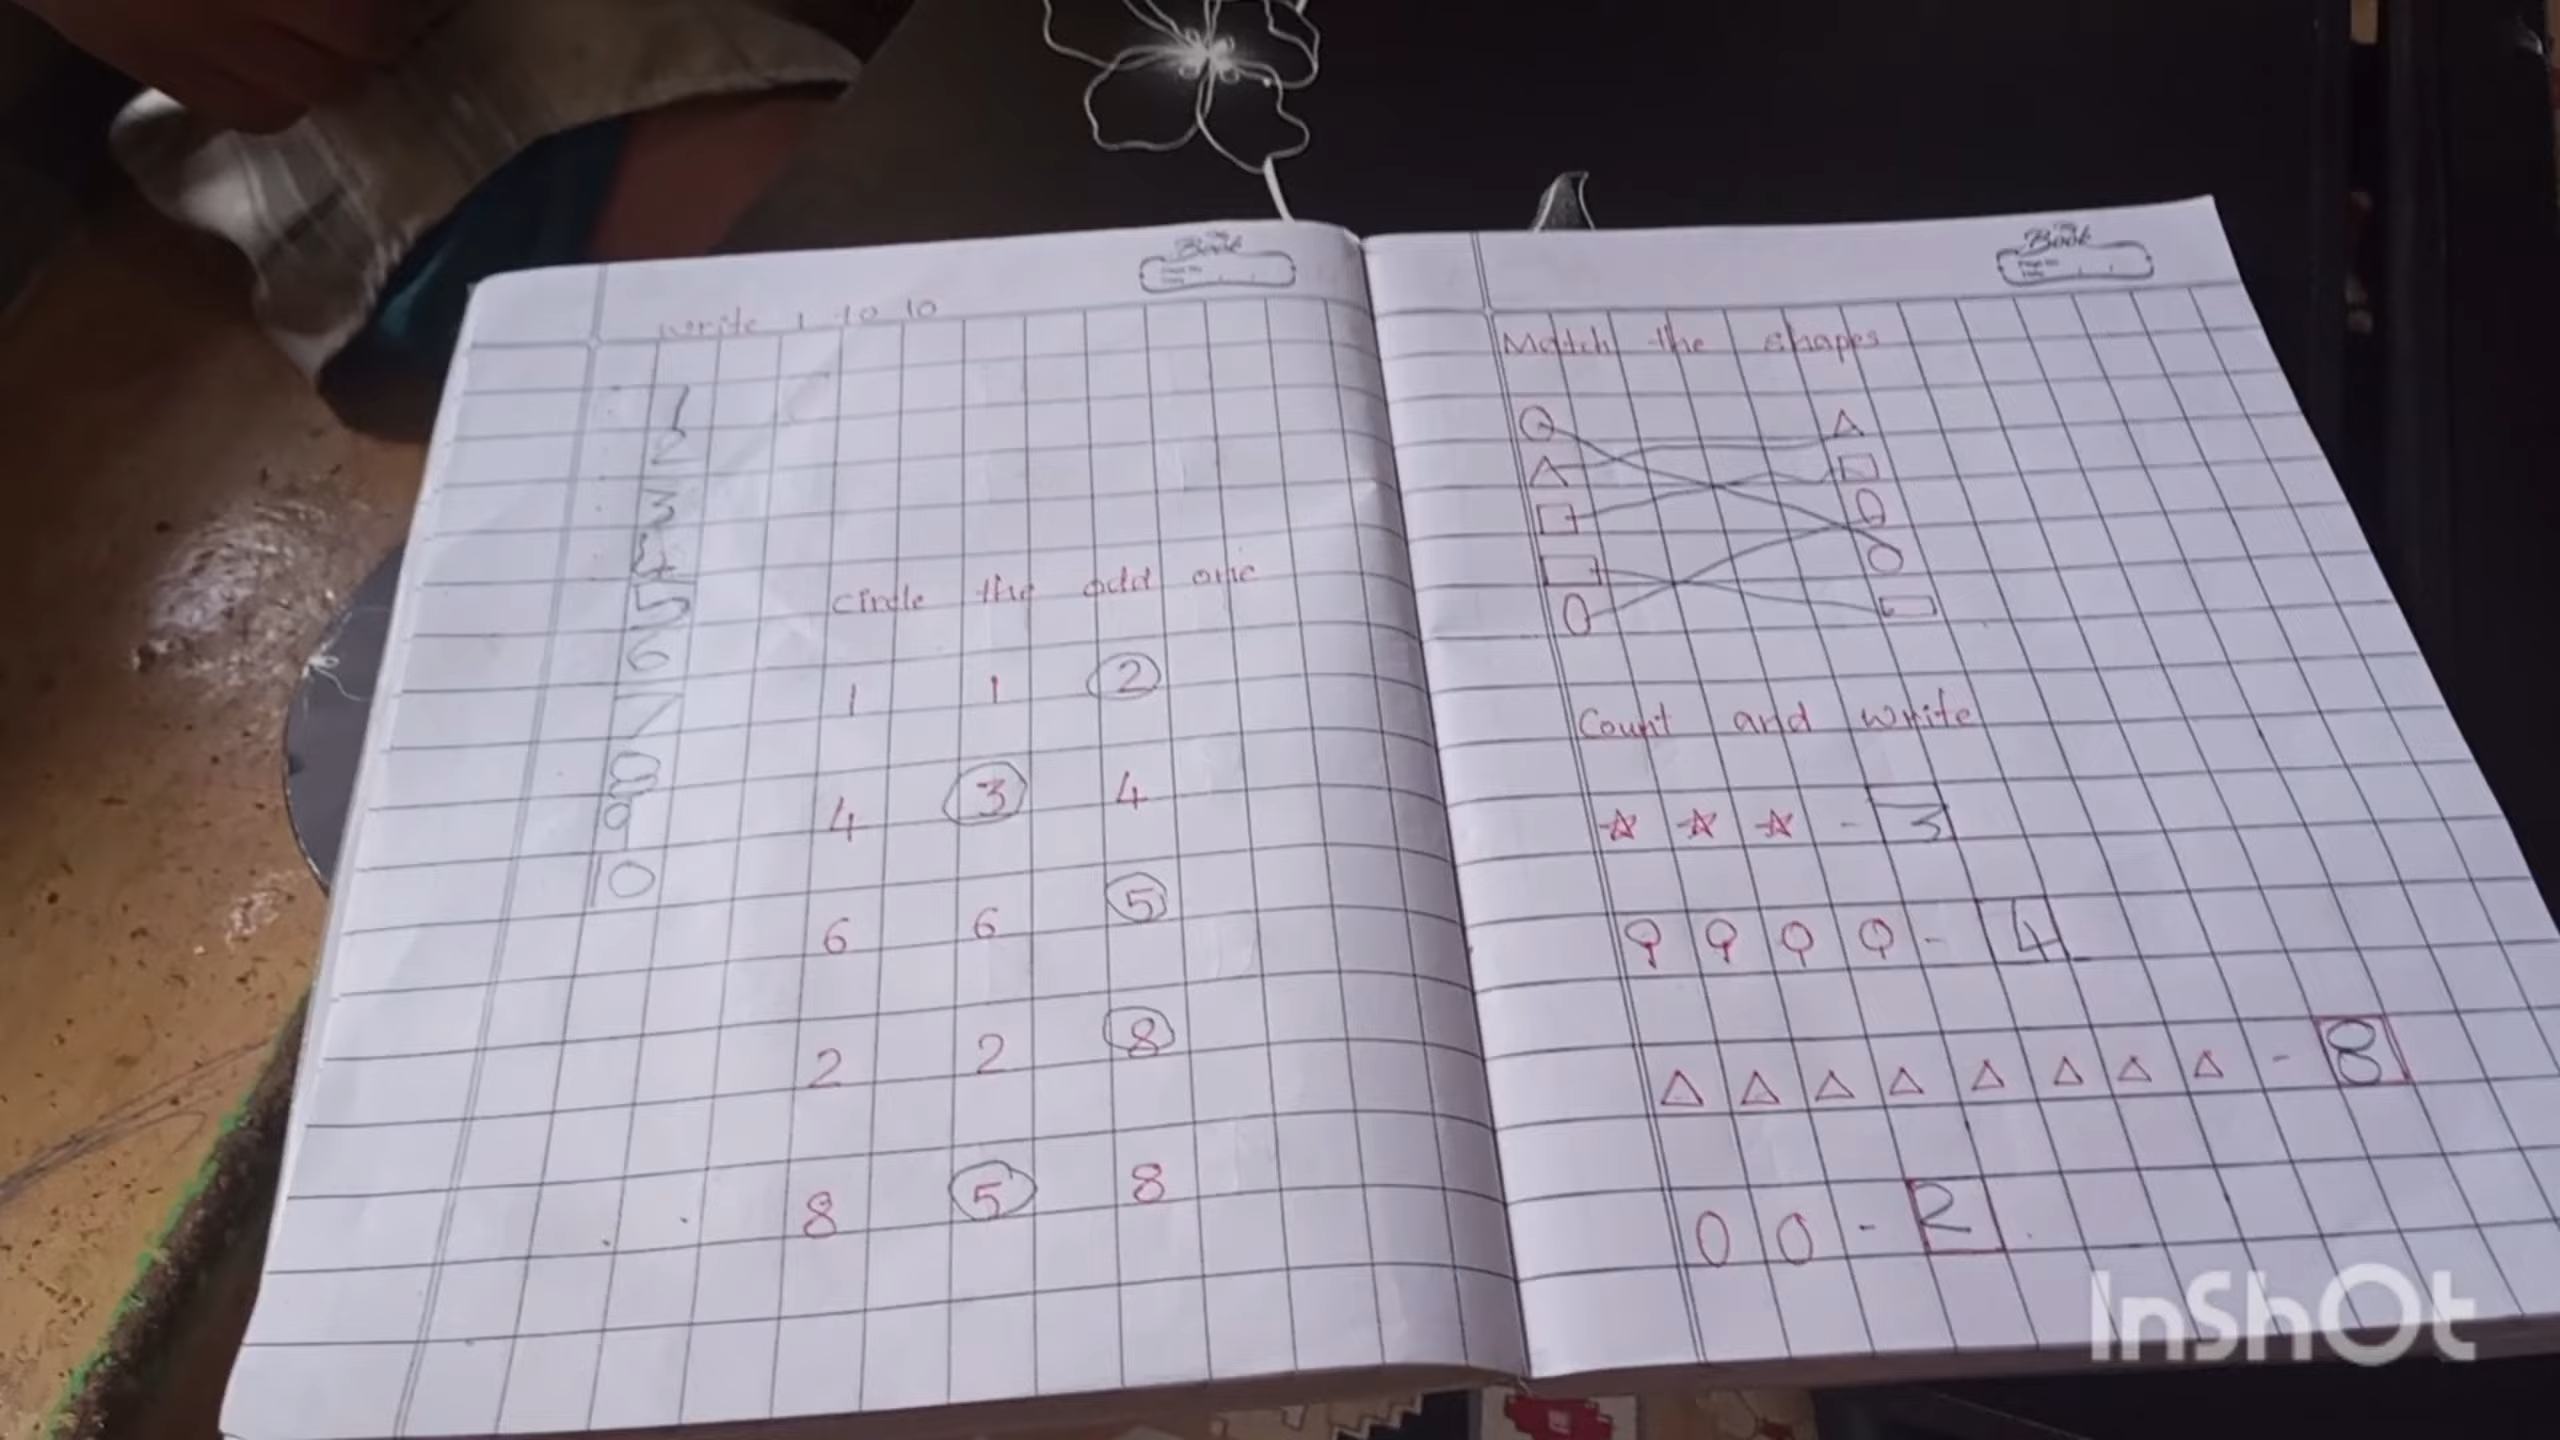 Book
write 1 to 10
1
2
3
4
5
6
7
8
9
10
circle the odd one
1 1 2
4 3 4
6 6 5
2 2 8
8 5 8
Book
Match the shapes
Count and write
- 3
- 4
- 8
- 2
InShOt